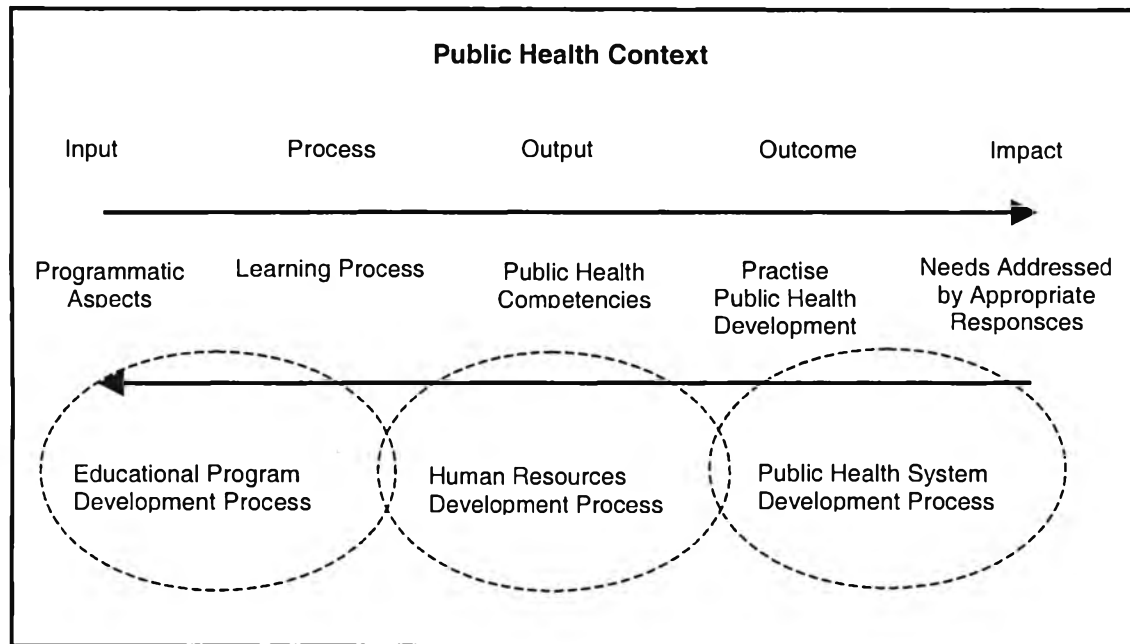 Public Health Context
Input Process Output Outcome Impact
Programmatic
Aspects
Learning Process
Public Health
Competencies
Practise
Public Health
Development
Needs Addressed
by Appropriate
Responsces
Educational Program
Development Process
Human Resources
Development Process
Public Health System
Development Process